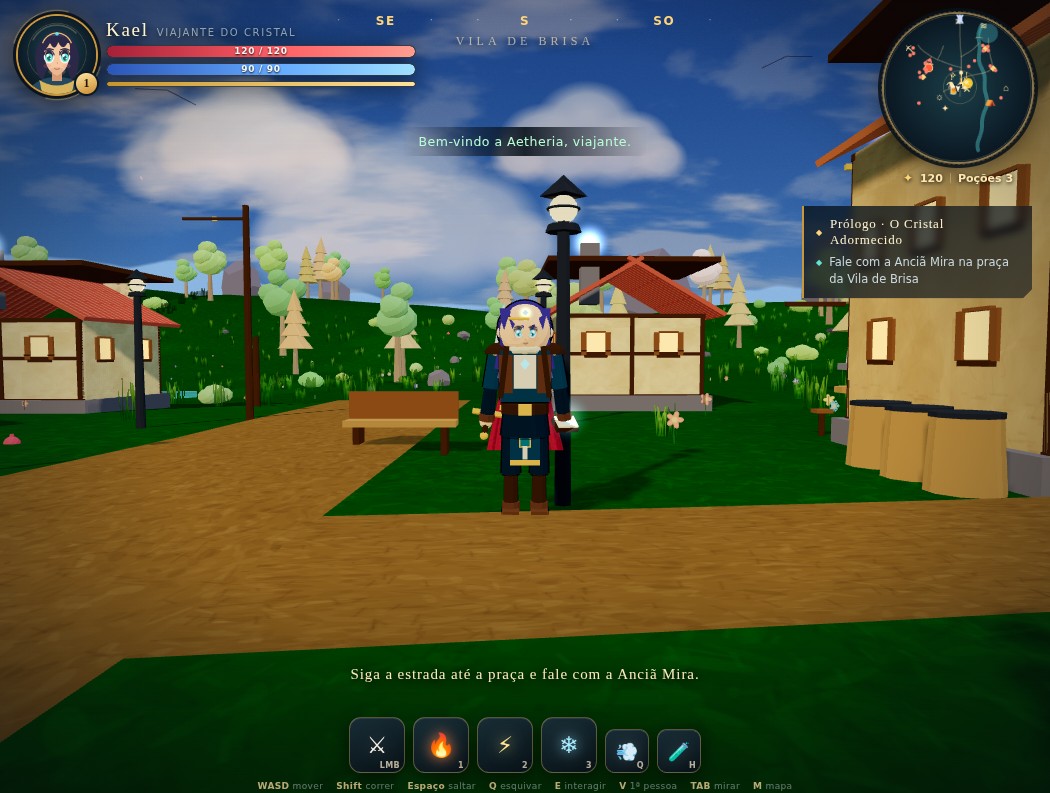 SE S SO
Kael VIAJANTE DO CRISTAL
VILA DE BRISA
120 / 120
90 / 90
1
Bem-vindo a Aetheria, viajante.
✦ 120 | Poções 3
Prólogo · O Cristal
Adormecido
Fale com a Anciã Mira na praça
da Vila de Brisa
Siga a estrada até a praça e fale com a Anciã Mira.
LMB 1 2 3 Q H
WASD mover Shift correr Espaço saltar Q esquivar E interagir V 1ª pessoa TAB mirar M mapa